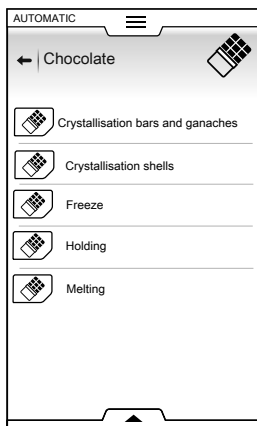 AUTOMATIC
Chocolate
Crystallisation bars and ganaches
Crystallisation shells
Freeze
Holding
Melting